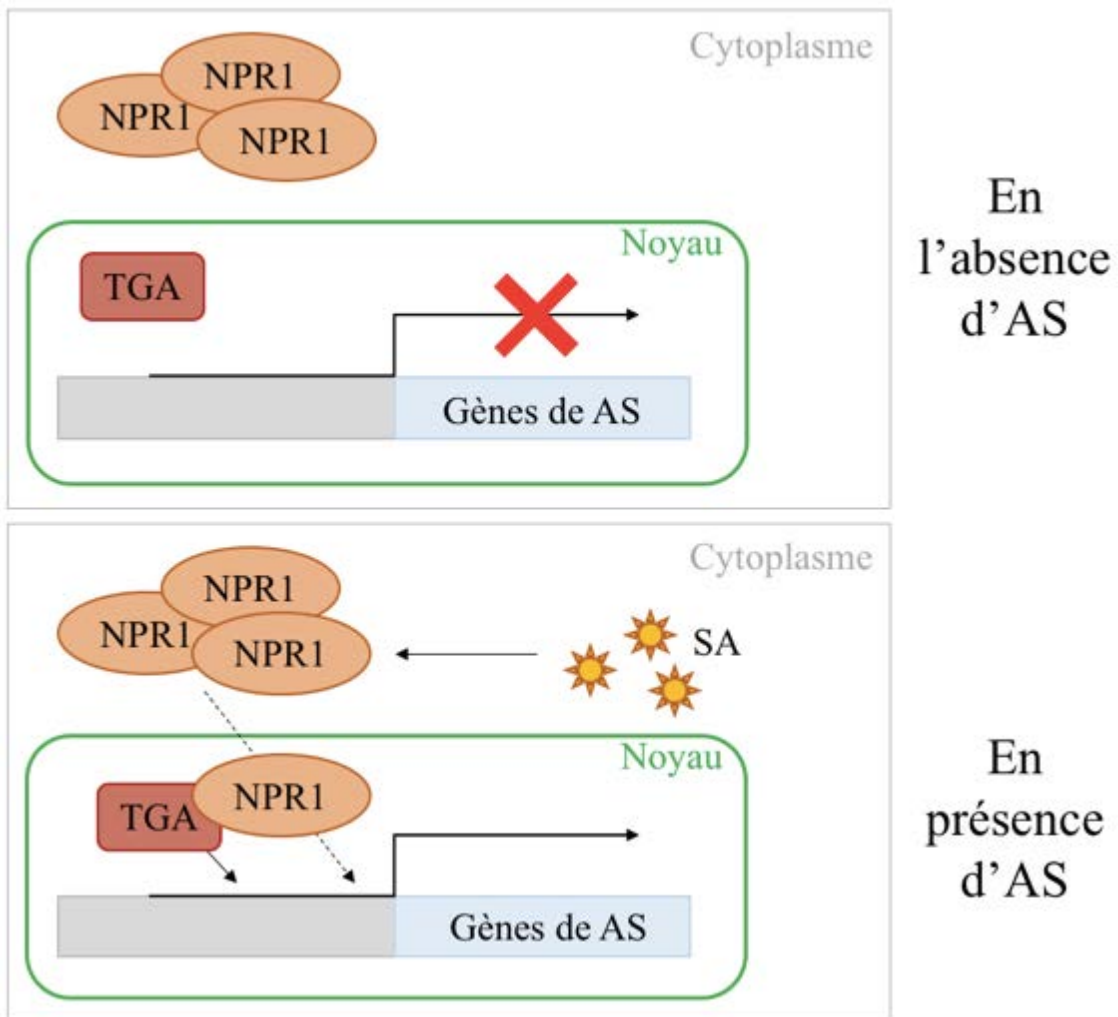 Cytoplasme
NPR1
NPR1
NPR1
Noyau
TGA
Gènes de AS
En
l'absence
d'AS
Cytoplasme
NPR1
NPR1
NPR1
SA
Noyau
NPR1
TGA
Gènes de AS
En
présence
d'AS